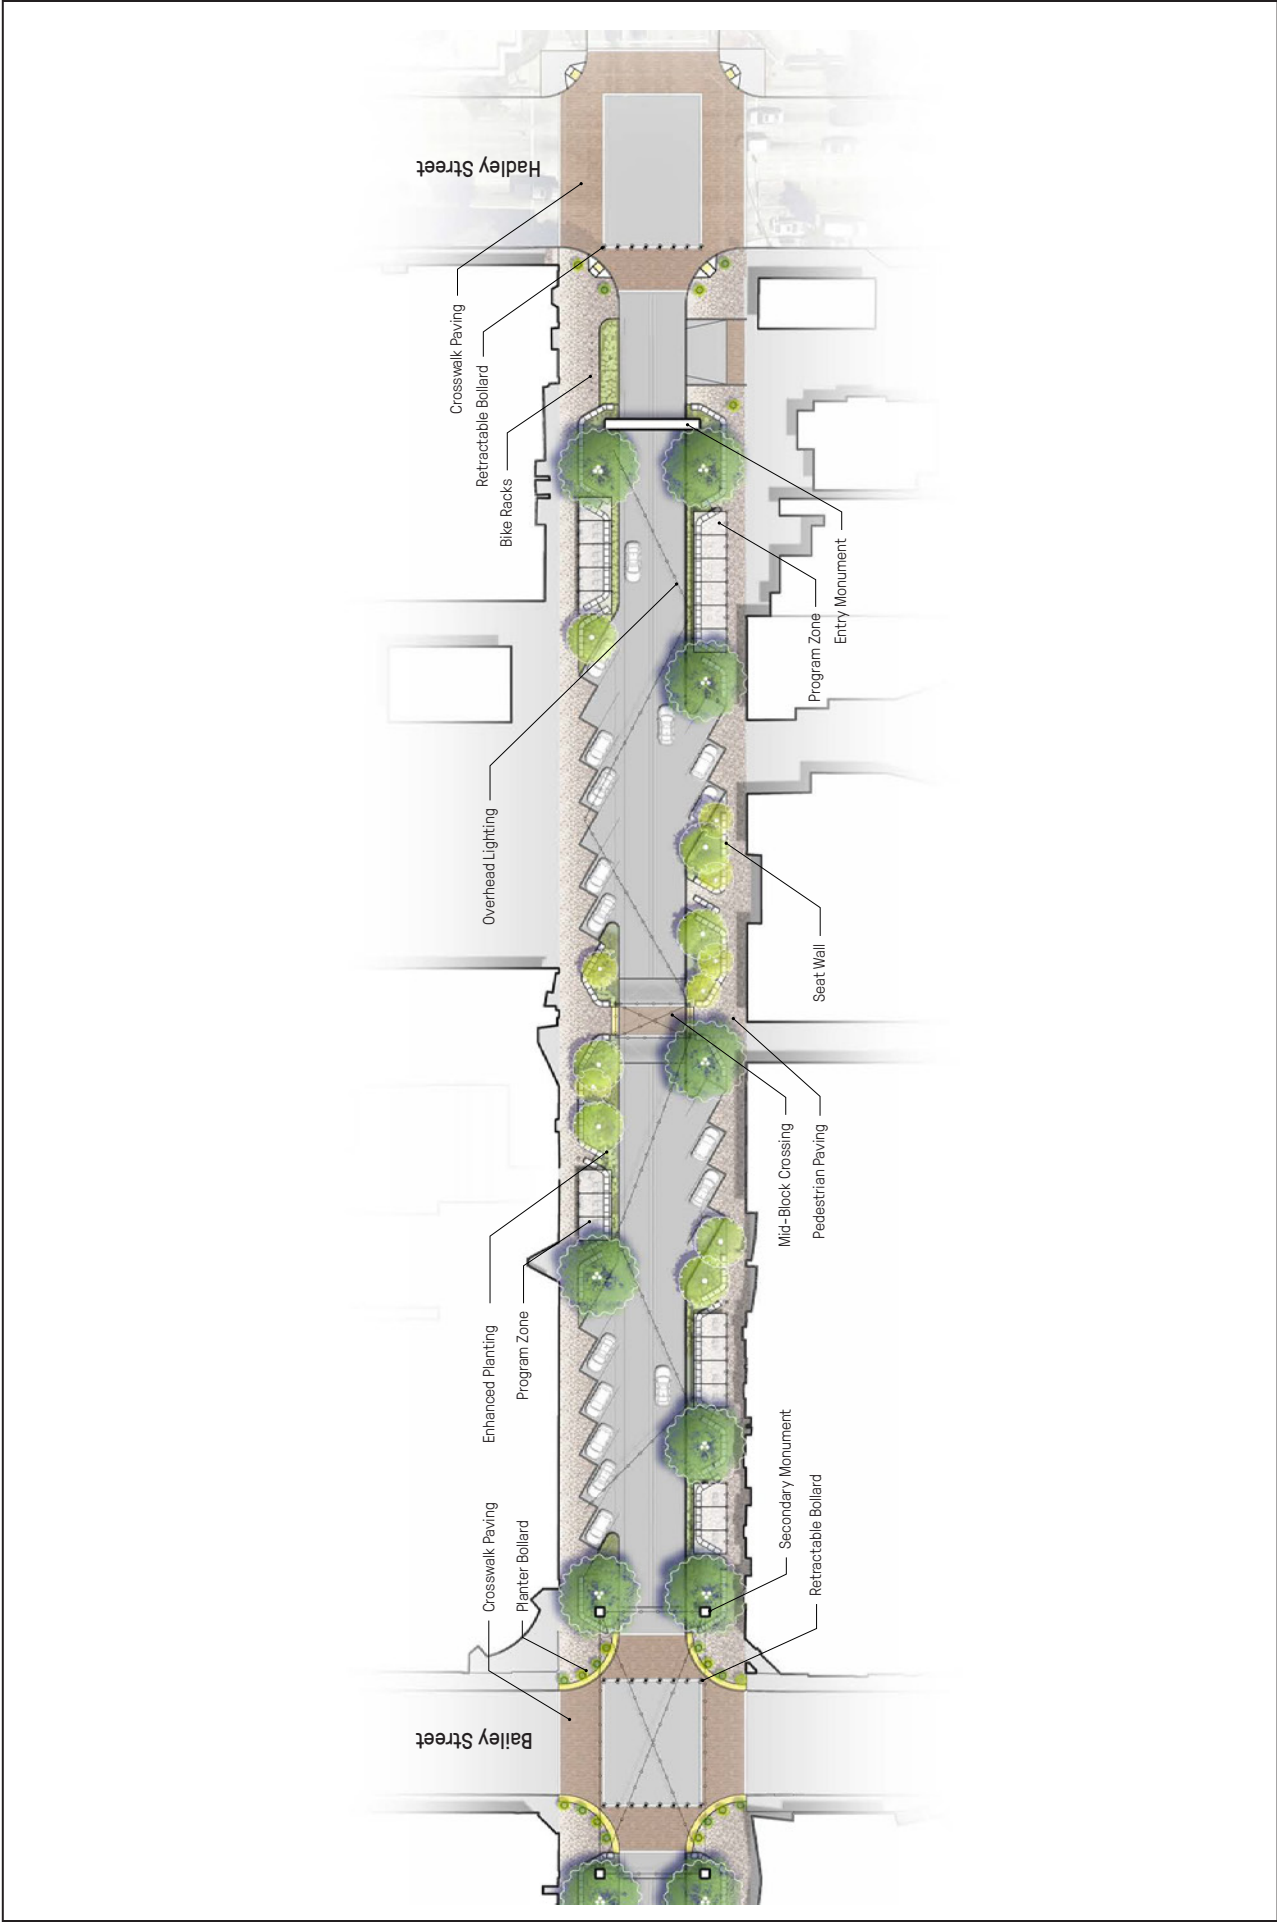 Hadley Street
Crosswalk Paving
Retractable Bollard
Bike Racks
Program Zone
Entry Monument
Overhead Lighting
Seat Wall
Mid-Block Crossing
Pedestrian Paving
Enhanced Planting
Program Zone
Secondary Monument
Retractable Bollard
Crosswalk Paving
Planter Bollard
Bailey Street